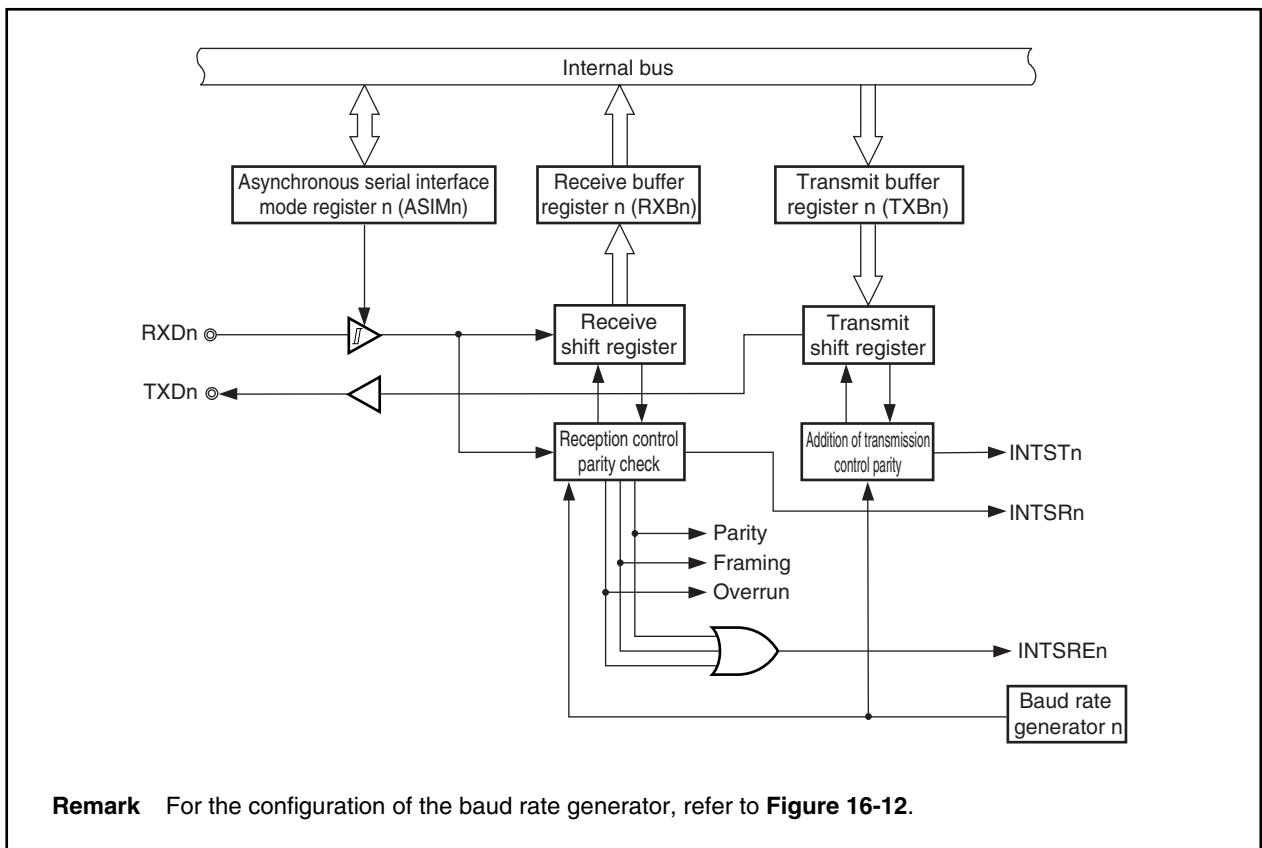 Internal bus
Asynchronous serial interface
mode register n (ASIMn)
Receive buffer
register n (RXBn)
Transmit buffer
register n (TXBn)
RXDn
Receive
shift register
Transmit
shift register
TXDn
Reception control
parity check
Addition of transmission
control parity
INTSTn
INTSRn
Parity
Framing
Overrun
INTSREn
Baud rate
generator n
Remark For the configuration of the baud rate generator, refer to Figure 16-12.